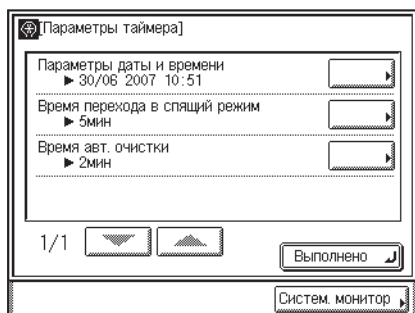 [Параметры таймера]
Параметры даты и времени
► 30/06 2007 10:51
Время перехода в спящий режим
► 5мин
Время авт. очистки
► 2мин
1/1
Выполнено
Систем. монитор